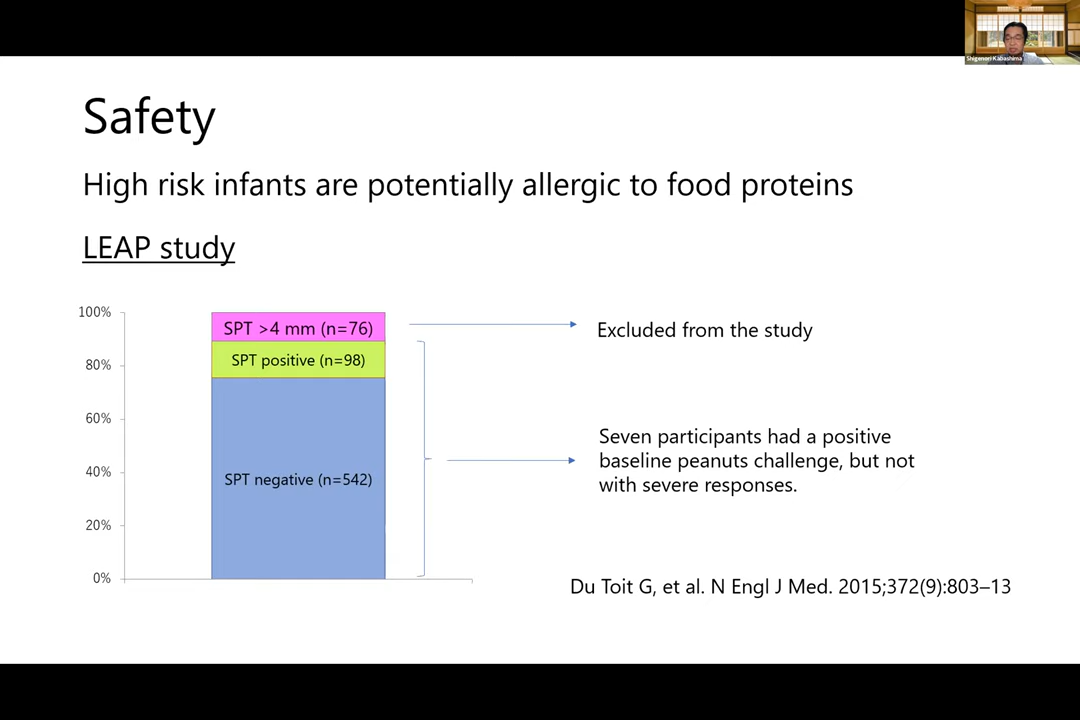 Shigenori Kabashima
Safety
High risk infants are potentially allergic to food proteins
LEAP study
100%
80%
60%
40%
20%
0%
SPT >4 mm (n=76)
SPT positive (n=98)
SPT negative (n=542)
Excluded from the study
Seven participants had a positive
baseline peanuts challenge, but not
with severe responses.
Du Toit G, et al. N Engl J Med. 2015;372(9):803–13